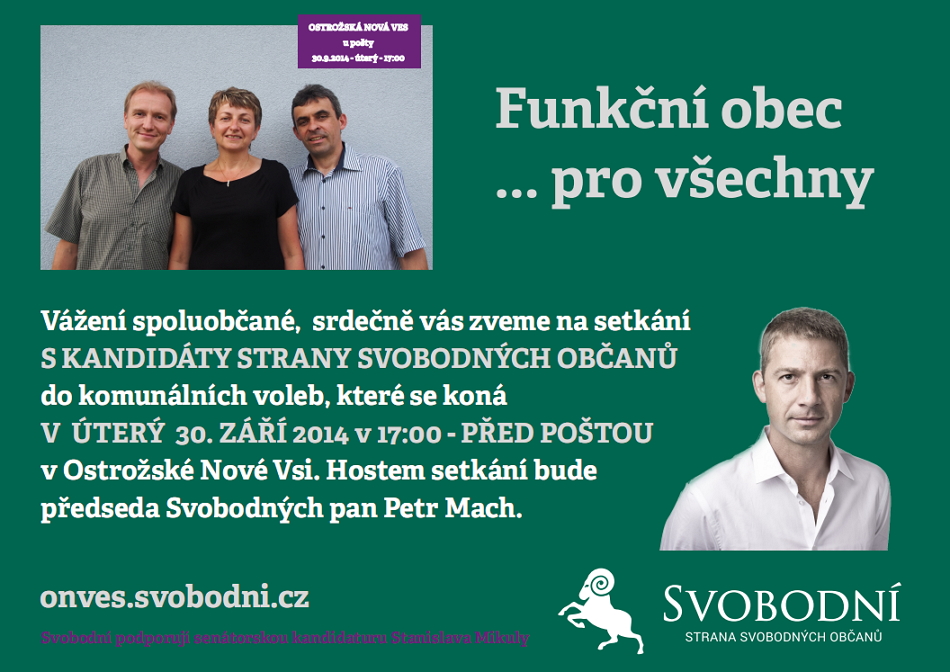 OSTROŽSKÁ NOVÁ VES
u pošty
30.9.2014 - úterý - 17:00
Funkční obec
... pro všechny
Vážení spoluobčané, srdečně vás zveme na setkání
S KANDIDÁTY STRANY SVOBODNÝCH OBČANŮ
do komunálních voleb, které se koná
V ÚTERÝ 30. ZÁŘÍ 2014 v 17:00 - PŘED POŠTOU
v Ostrožské Nové Vsi. Hostem setkání bude
předseda Svobodných pan Petr Mach.
onves.svobodni.cz
Svobodní podporují senátorskou kandidaturu Stanislava Mikuly
SVOBODNÍ
STRANA SVOBODNÝCH OBČANŮ